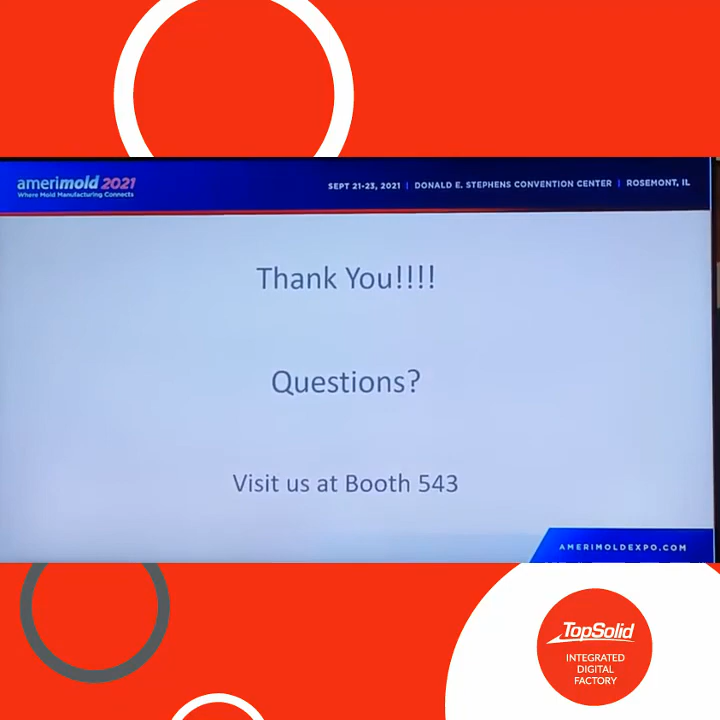 amerimold 2021
Where Mold Manufacturing Connects
SEPT 21-23, 2021 | DONALD E. STEPHENS CONVENTION CENTER | ROSEMONT, IL
Thank You!!!!
Questions?
Visit us at Booth 543
AMERIMOLDEXPO.COM
TopSolid
INTEGRATED
DIGITAL
FACTORY